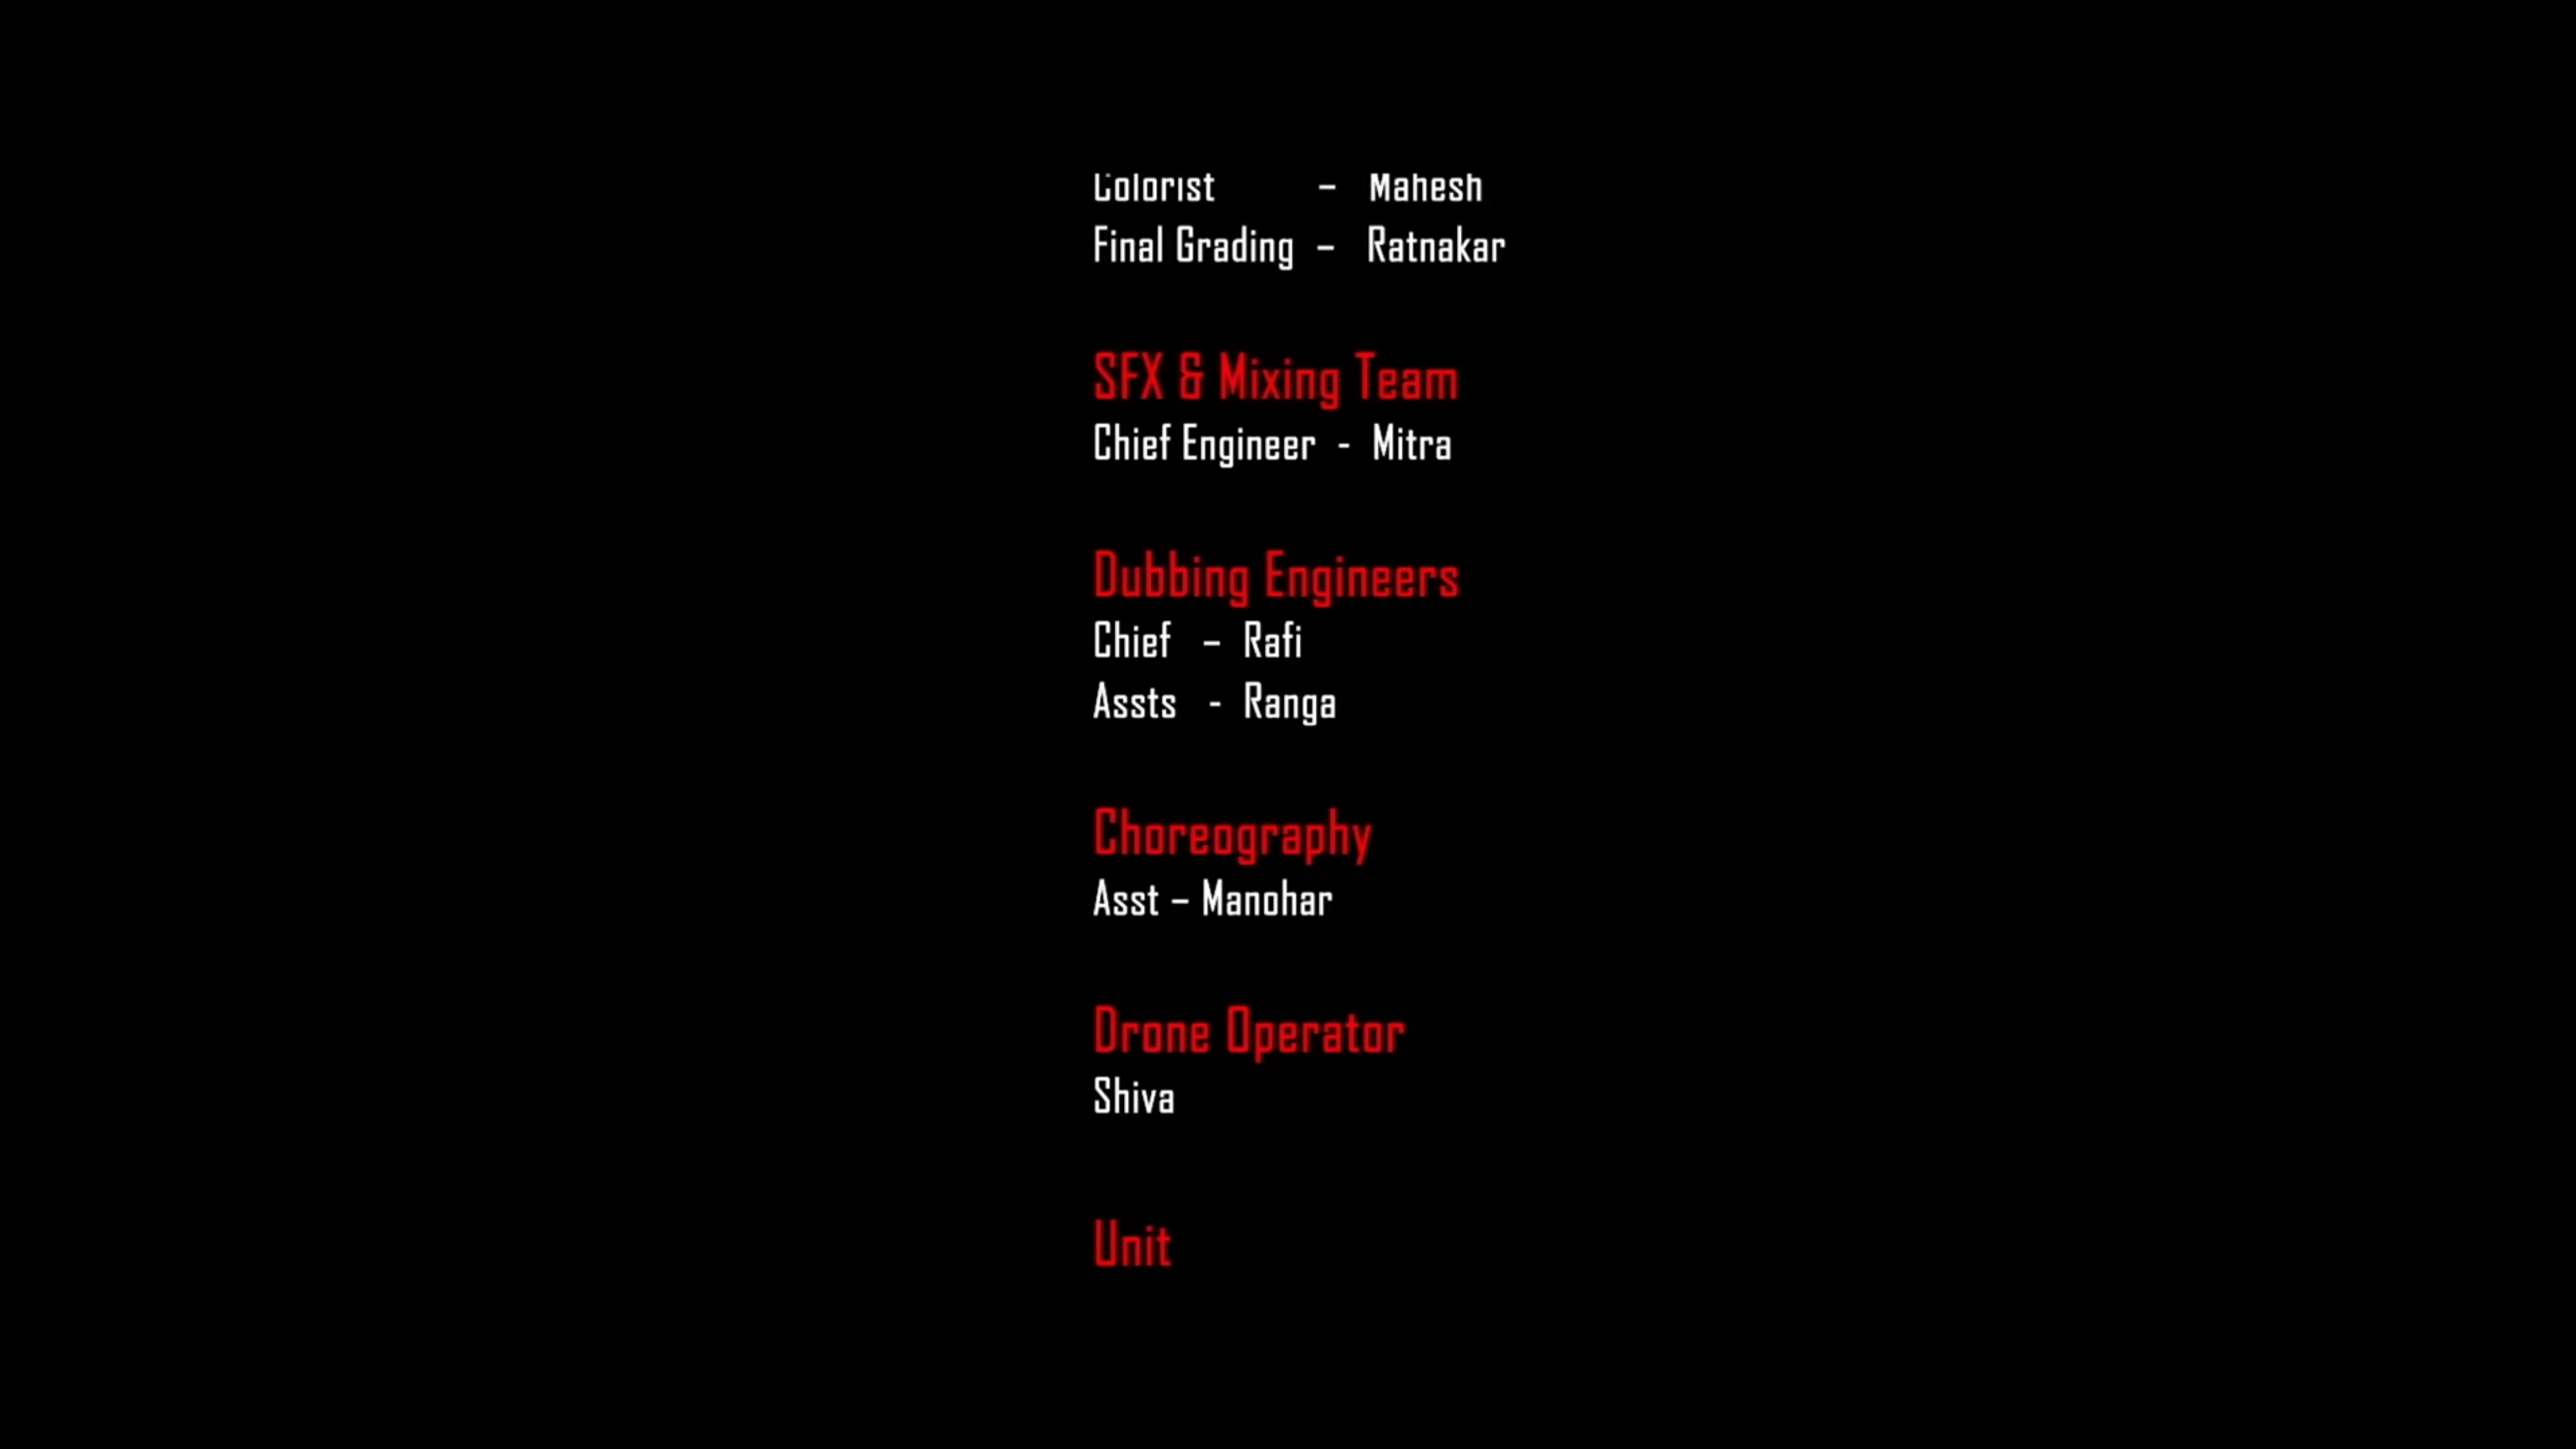 Colorist – Mahesh
Final Grading – Ratnakar
SFX & Mixing Team
Chief Engineer - Mitra
Dubbing Engineers
Chief – Rafi
Assts - Ranga
Choreography
Asst – Manohar
Drone Operator
Shiva
Unit